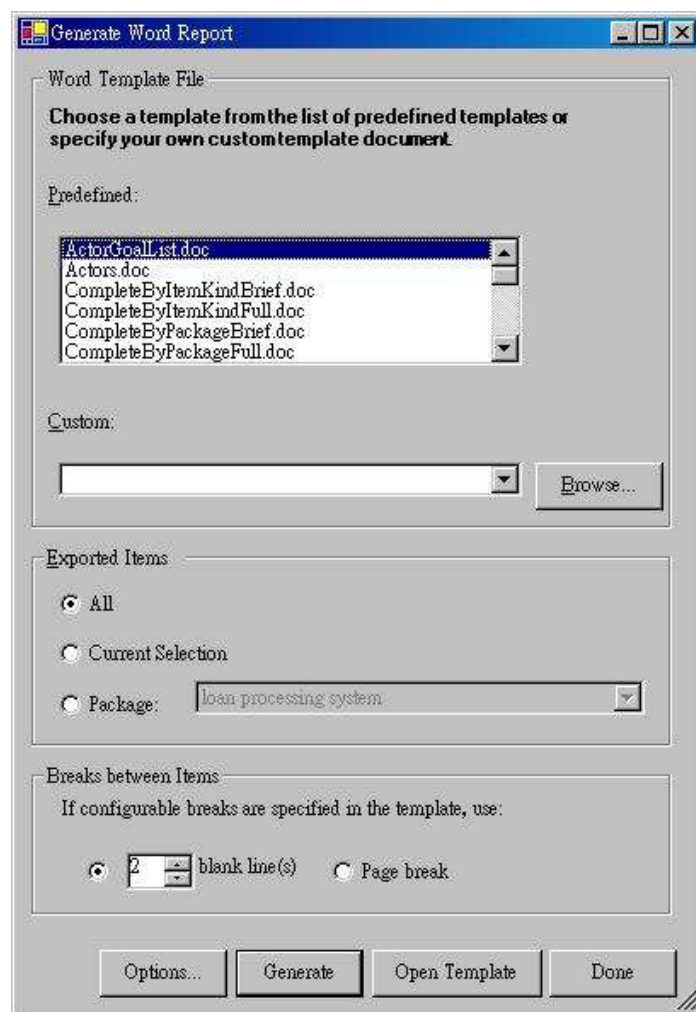 Generate Word Report
Word Template File
Choose a template from the list of predefined templates or
specify your own custom template document.
Predefined:
ActorGoalList.doc
Actors.doc
CompleteByItemKindBrief.doc
CompleteByItemKindFull.doc
CompleteByPackageBrief.doc
CompleteByPackageFull.doc
Custom:
Browse...
Exported Items
All
Current Selection
Package: loan processing system
Breaks between Items
If configurable breaks are specified in the template, use:
2 blank line(s) Page break
Options... Generate Open Template Done